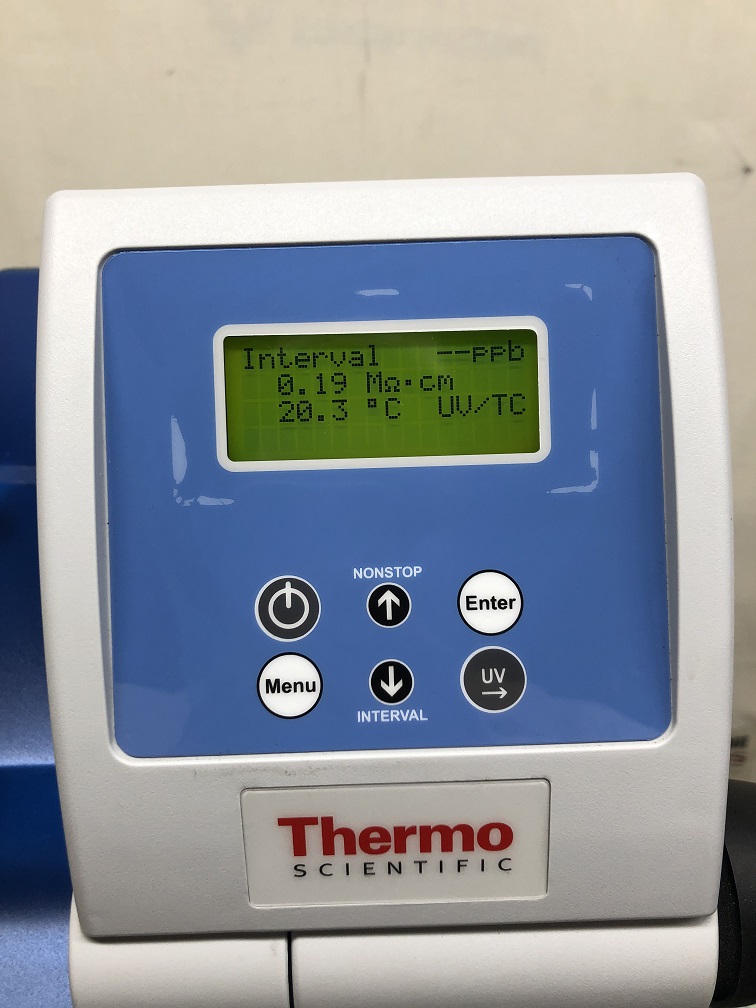 Interval --ppb
0.19 MΩ·cm
20.3 °C UV/TC
NONSTOP
Enter
Menu
UV
INTERVAL
Thermo
SCIENTIFIC